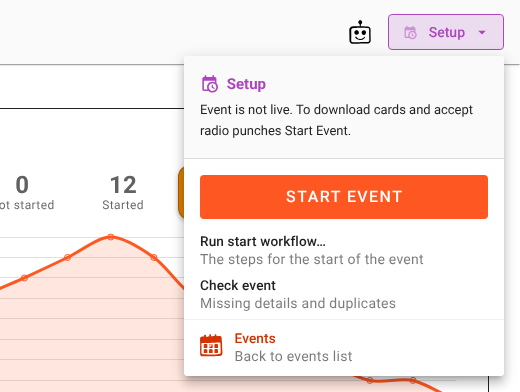 Setup
Setup
Event is not live. To download cards and accept
radio punches Start Event.
0
12
ot started
Started
START EVENT
Run start workflow...
The steps for the start of the event
Check event
Missing details and duplicates
Events
Back to events list